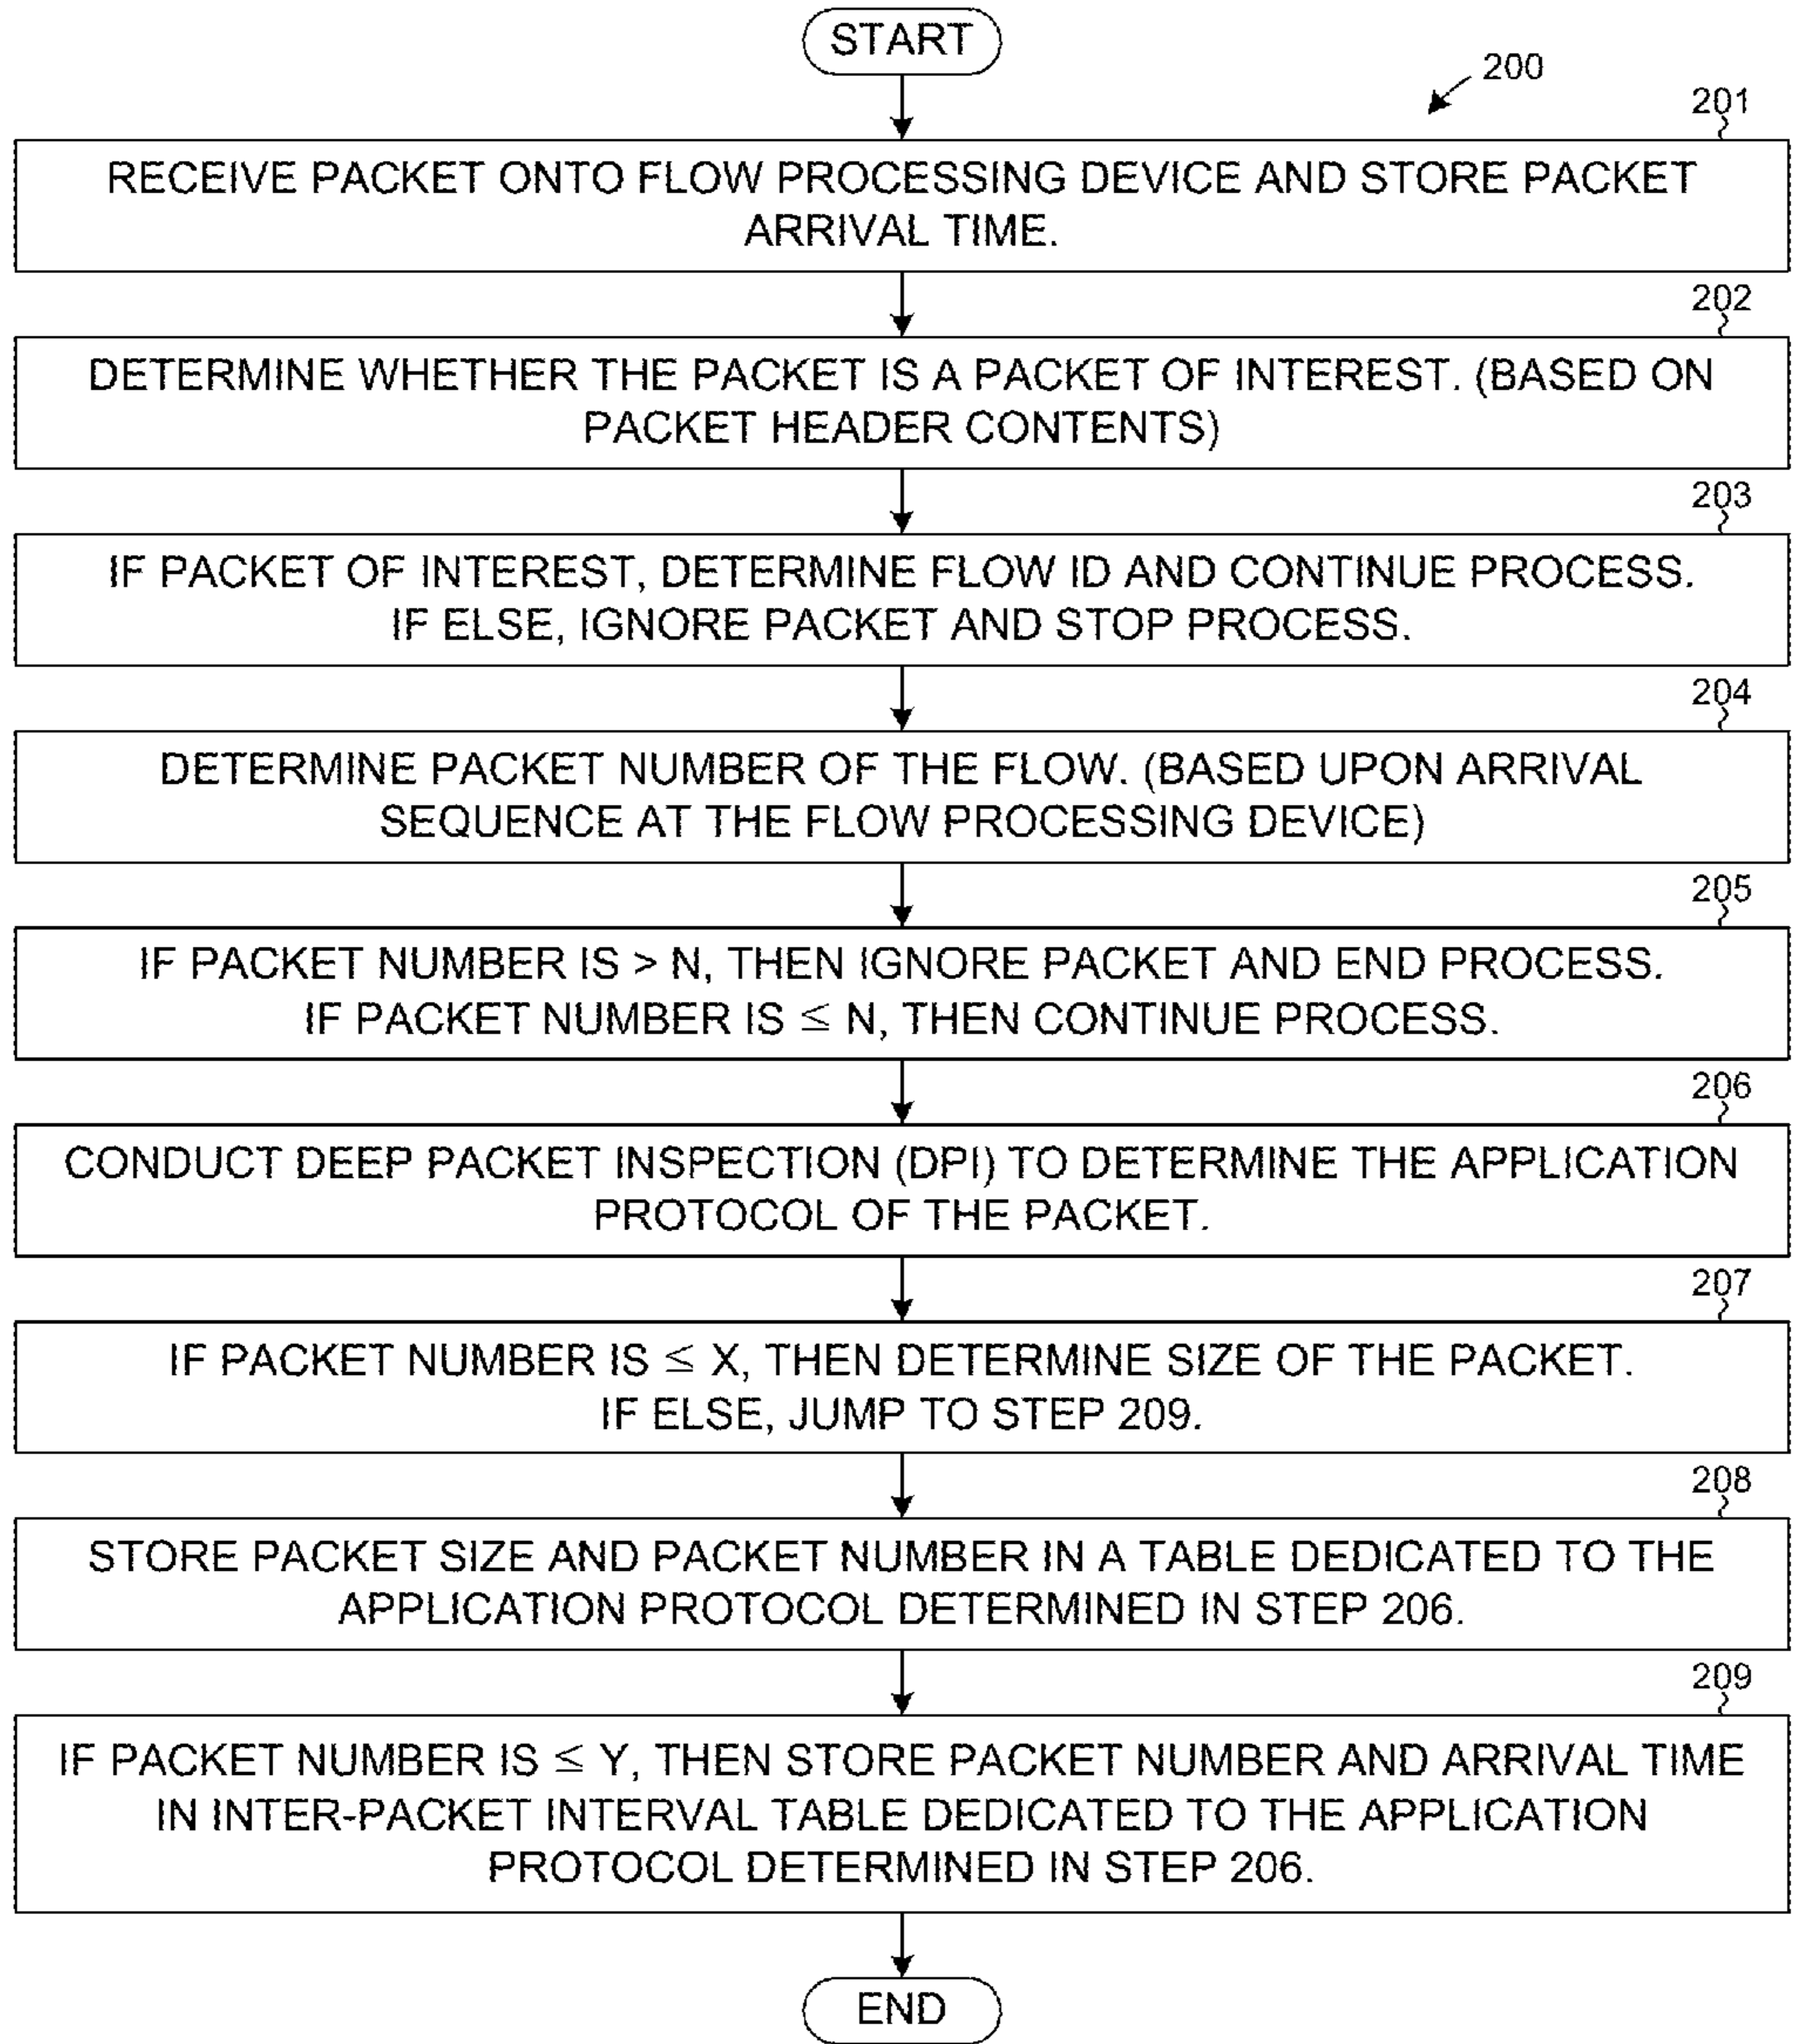 START
200
201
RECEIVE PACKET ONTO FLOW PROCESSING DEVICE AND STORE PACKET
ARRIVAL TIME.
202
DETERMINE WHETHER THE PACKET IS A PACKET OF INTEREST. (BASED ON
PACKET HEADER CONTENTS)
203
IF PACKET OF INTEREST, DETERMINE FLOW ID AND CONTINUE PROCESS.
IF ELSE, IGNORE PACKET AND STOP PROCESS.
204
DETERMINE PACKET NUMBER OF THE FLOW. (BASED UPON ARRIVAL
SEQUENCE AT THE FLOW PROCESSING DEVICE)
205
IF PACKET NUMBER IS > N, THEN IGNORE PACKET AND END PROCESS.
IF PACKET NUMBER IS ≤ N, THEN CONTINUE PROCESS.
206
CONDUCT DEEP PACKET INSPECTION (DPI) TO DETERMINE THE APPLICATION
PROTOCOL OF THE PACKET.
207
IF PACKET NUMBER IS ≤ X, THEN DETERMINE SIZE OF THE PACKET.
IF ELSE, JUMP TO STEP 209.
208
STORE PACKET SIZE AND PACKET NUMBER IN A TABLE DEDICATED TO THE
APPLICATION PROTOCOL DETERMINED IN STEP 206.
209
IF PACKET NUMBER IS ≤ Y, THEN STORE PACKET NUMBER AND ARRIVAL TIME
IN INTER-PACKET INTERVAL TABLE DEDICATED TO THE APPLICATION
PROTOCOL DETERMINED IN STEP 206.
END